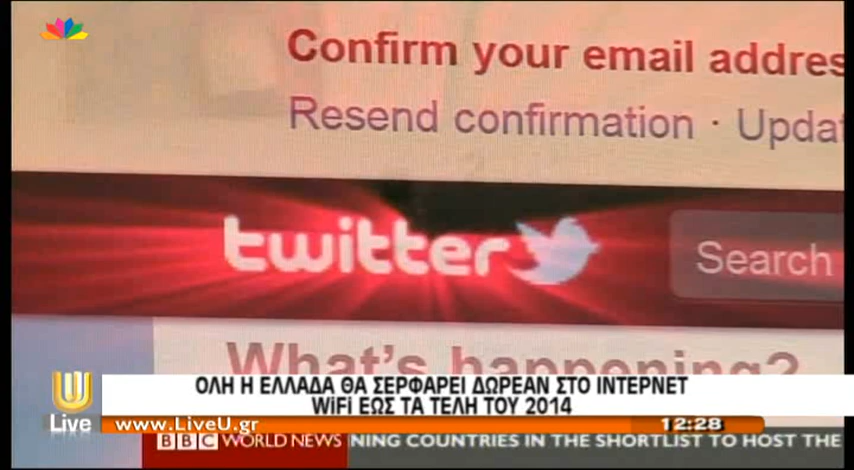 Confirm your email addres
Resend confirmation · Updat
twitter
Search
What's happening?
ΟΛΗ Η ΕΛΛΑΔΑ ΘΑ ΣΕΡΦΑΡΕΙ ΔΩΡΕΑΝ ΣΤΟ ΙΝΤΕΡΝΕΤ
WiFi ΕΩΣ ΤΑ ΤΕΛΗ ΤΟΥ 2014
U Live
www.LiveU.gr
12:28
BBC WORLD NEWS NING COUNTRIES IN THE SHORTLIST TO HOST THE